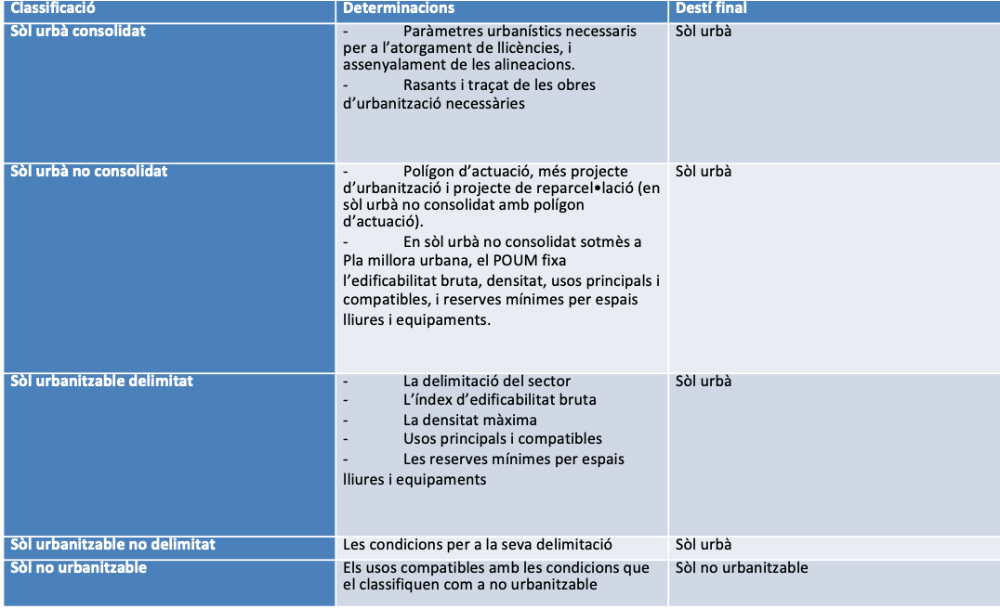 Classificació
Determinacions
Destí final
Sòl urbà consolidat
- Paràmetres urbanístics necessaris
per a l’atorgament de llicències, i
assenyalament de les alineacions.
- Rasants i traçat de les obres
d’urbanització necessàries
Sòl urbà
Sòl urbà no consolidat
- Polígon d’actuació, més projecte
d’urbanització i projecte de reparcel•lació (en
sòl urbà no consolidat amb polígon
d’actuació).
- En sòl urbà no consolidat sotmès a
Pla millora urbana, el POUM fixa
l’edificabilitat bruta, densitat, usos principals i
compatibles, i reserves mínimes per espais
lliures i equipaments.
Sòl urbà
Sòl urbanitzable delimitat
- La delimitació del sector
- L’índex d’edificabilitat bruta
- La densitat màxima
- Usos principals i compatibles
- Les reserves mínimes per espais
lliures i equipaments
Sòl urbà
Sòl urbanitzable no delimitat
Les condicions per a la seva delimitació
Sòl urbà
Sòl no urbanitzable
Els usos compatibles amb les condicions que
el classifiquen com a no urbanitzable
Sòl no urbanitzable